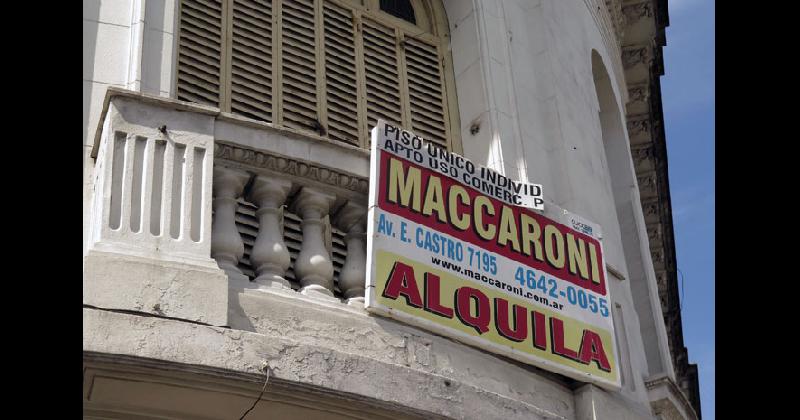 PISO UNICO INDIVID
APTO USO COMERC. P
MACCARONI
Av. E. CASTRO 7195
4642-0055
www.maccaroni.com.ar
ALQUILA